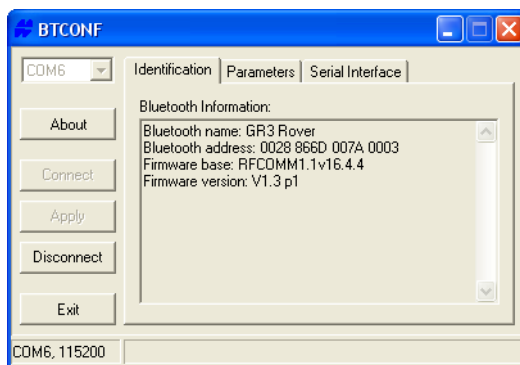 BTCONF
COM6
Identification
Parameters
Serial Interface
About
Connect
Apply
Disconnect
Exit
Bluetooth Information:
Bluetooth name: GR3 Rover
Bluetooth address: 0028 866D 007A 0003
Firmware base: RFCOMM1.1v16.4.4
Firmware version: V1.3 p1
COM6, 115200